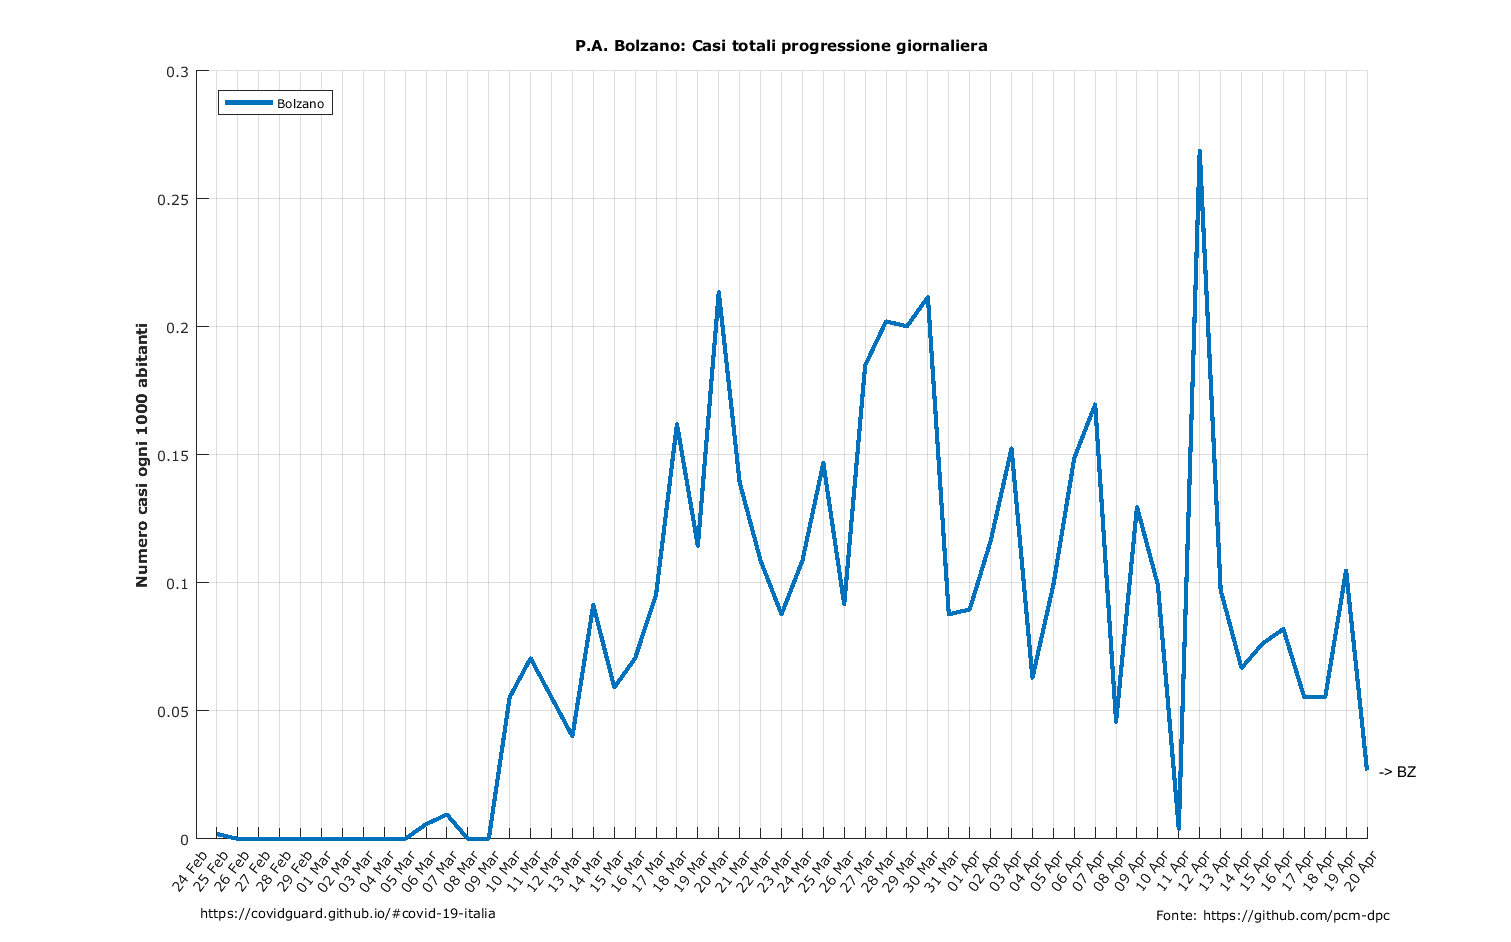 P.A. Bolzano: Casi totali progressione giornaliera
0.3
Bolzano
0.25
0.2
0.15
0.1
0.05
0
Numero casi ogni 1000 abitanti
-> BZ
24 Feb
25 Feb
26 Feb
27 Feb
28 Feb
29 Feb
01 Mar
02 Mar
03 Mar
04 Mar
05 Mar
06 Mar
07 Mar
08 Mar
09 Mar
10 Mar
11 Mar
12 Mar
13 Mar
14 Mar
15 Mar
16 Mar
17 Mar
18 Mar
19 Mar
20 Mar
21 Mar
22 Mar
23 Mar
24 Mar
25 Mar
26 Mar
27 Mar
28 Mar
29 Mar
30 Mar
31 Mar
01 Apr
02 Apr
03 Apr
04 Apr
05 Apr
06 Apr
07 Apr
08 Apr
09 Apr
10 Apr
11 Apr
12 Apr
13 Apr
14 Apr
15 Apr
16 Apr
17 Apr
18 Apr
19 Apr
20 Apr
https://covidguard.github.io/#covid-19-italia
Fonte: https://github.com/pcm-dpc